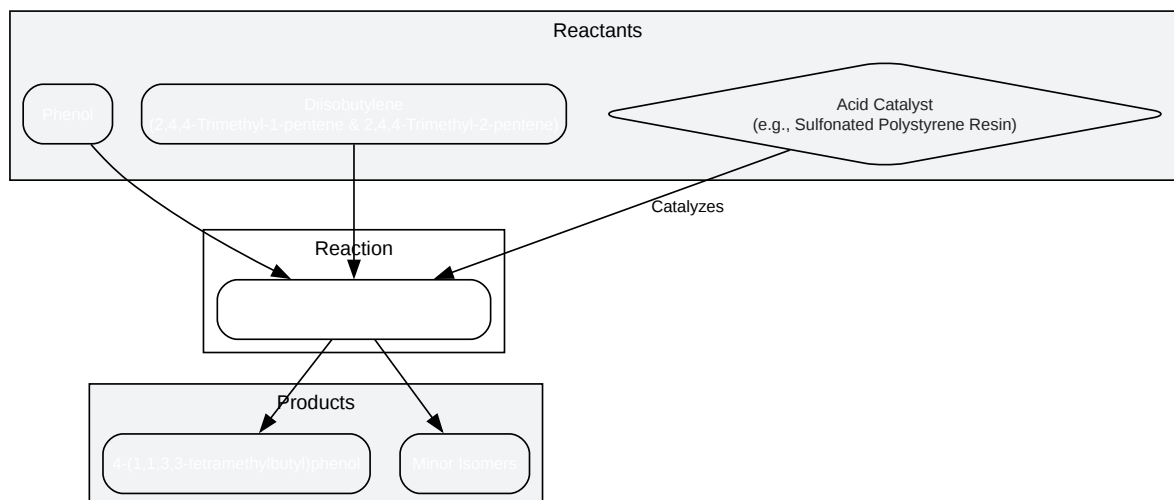 Reactants
Phenol
Diisobutylene
(2,4,4-Trimethyl-1-pentene & 2,4,4-Trimethyl-2-pentene)
Acid Catalyst
(e.g., Sulfonated Polystyrene Resin)
Catalyzes
Reaction
Products
4-(1,1,3,3-tetramethylbutyl)phenol
Minor Isomers